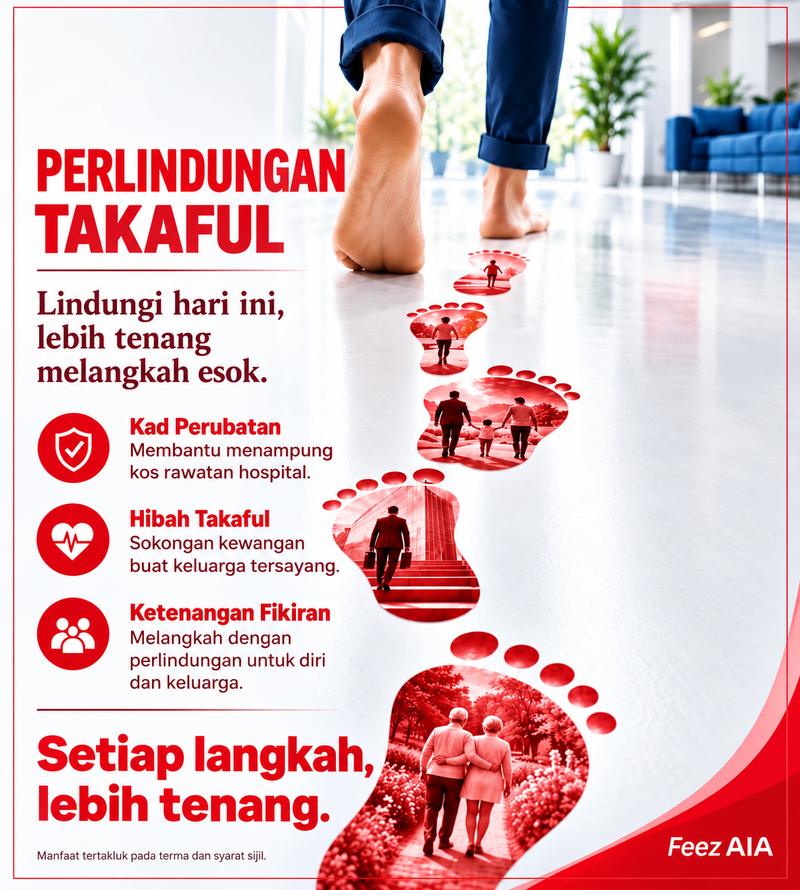 PERLINDUNGAN
TAKAFUL
Lindungi hari ini,
lebih tenang
melangkah esok.
Kad Perubatan
Membantu menampung
kos rawatan hospital.
Hibah Takaful
Sokongan kewangan
buat keluarga tersayang.
Ketenangan Fikiran
Melangkah dengan
perlindungan untuk diri
dan keluarga.
Setiap langkah,
lebih tenang.
Manfaat tertakluk pada terma dan syarat sijil.
Feez AIA